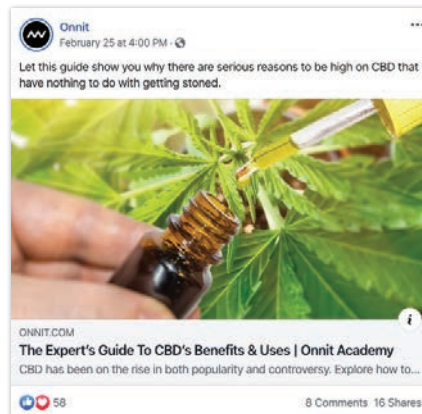 Onnit
February 25 at 4:00 PM ·
Let this guide show you why there are serious reasons to be high on CBD that
have nothing to do with getting stoned.
i
ONNIT.COM
The Expert's Guide To CBD's Benefits & Uses | Onnit Academy
CBD has been on the rise in both popularity and controversy. Explore how to...
58
8 Comments 16 Shares